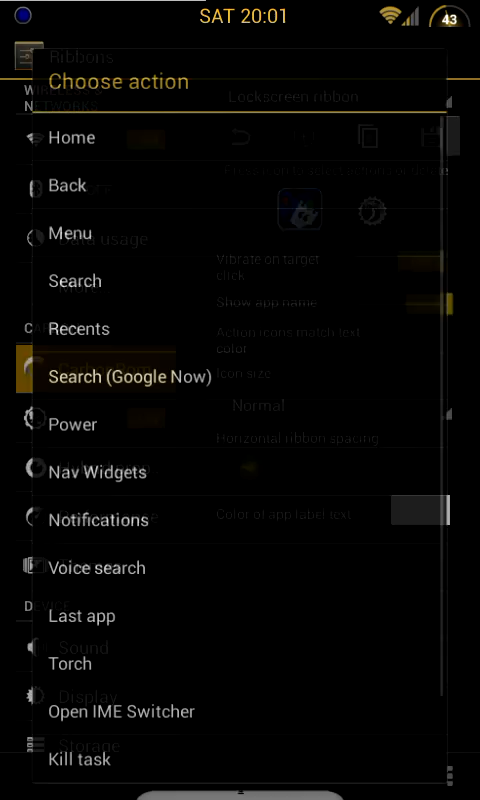 SAT 20:01
43
Ribbons
Choose action
Lockscreen ribbon
Home
Back
Data usage
Menu
Vibrate on target
click
Search
Show app name
Recents
Action icons match text
color
Search (Google Now)
Icon size
Normal
Power
Horizontal ribbon spacing
Nav Widgets
Notifications
Color of app label text
Voice search
Last app
Sound
Torch
Display
Open IME Switcher
Storage
Kill task